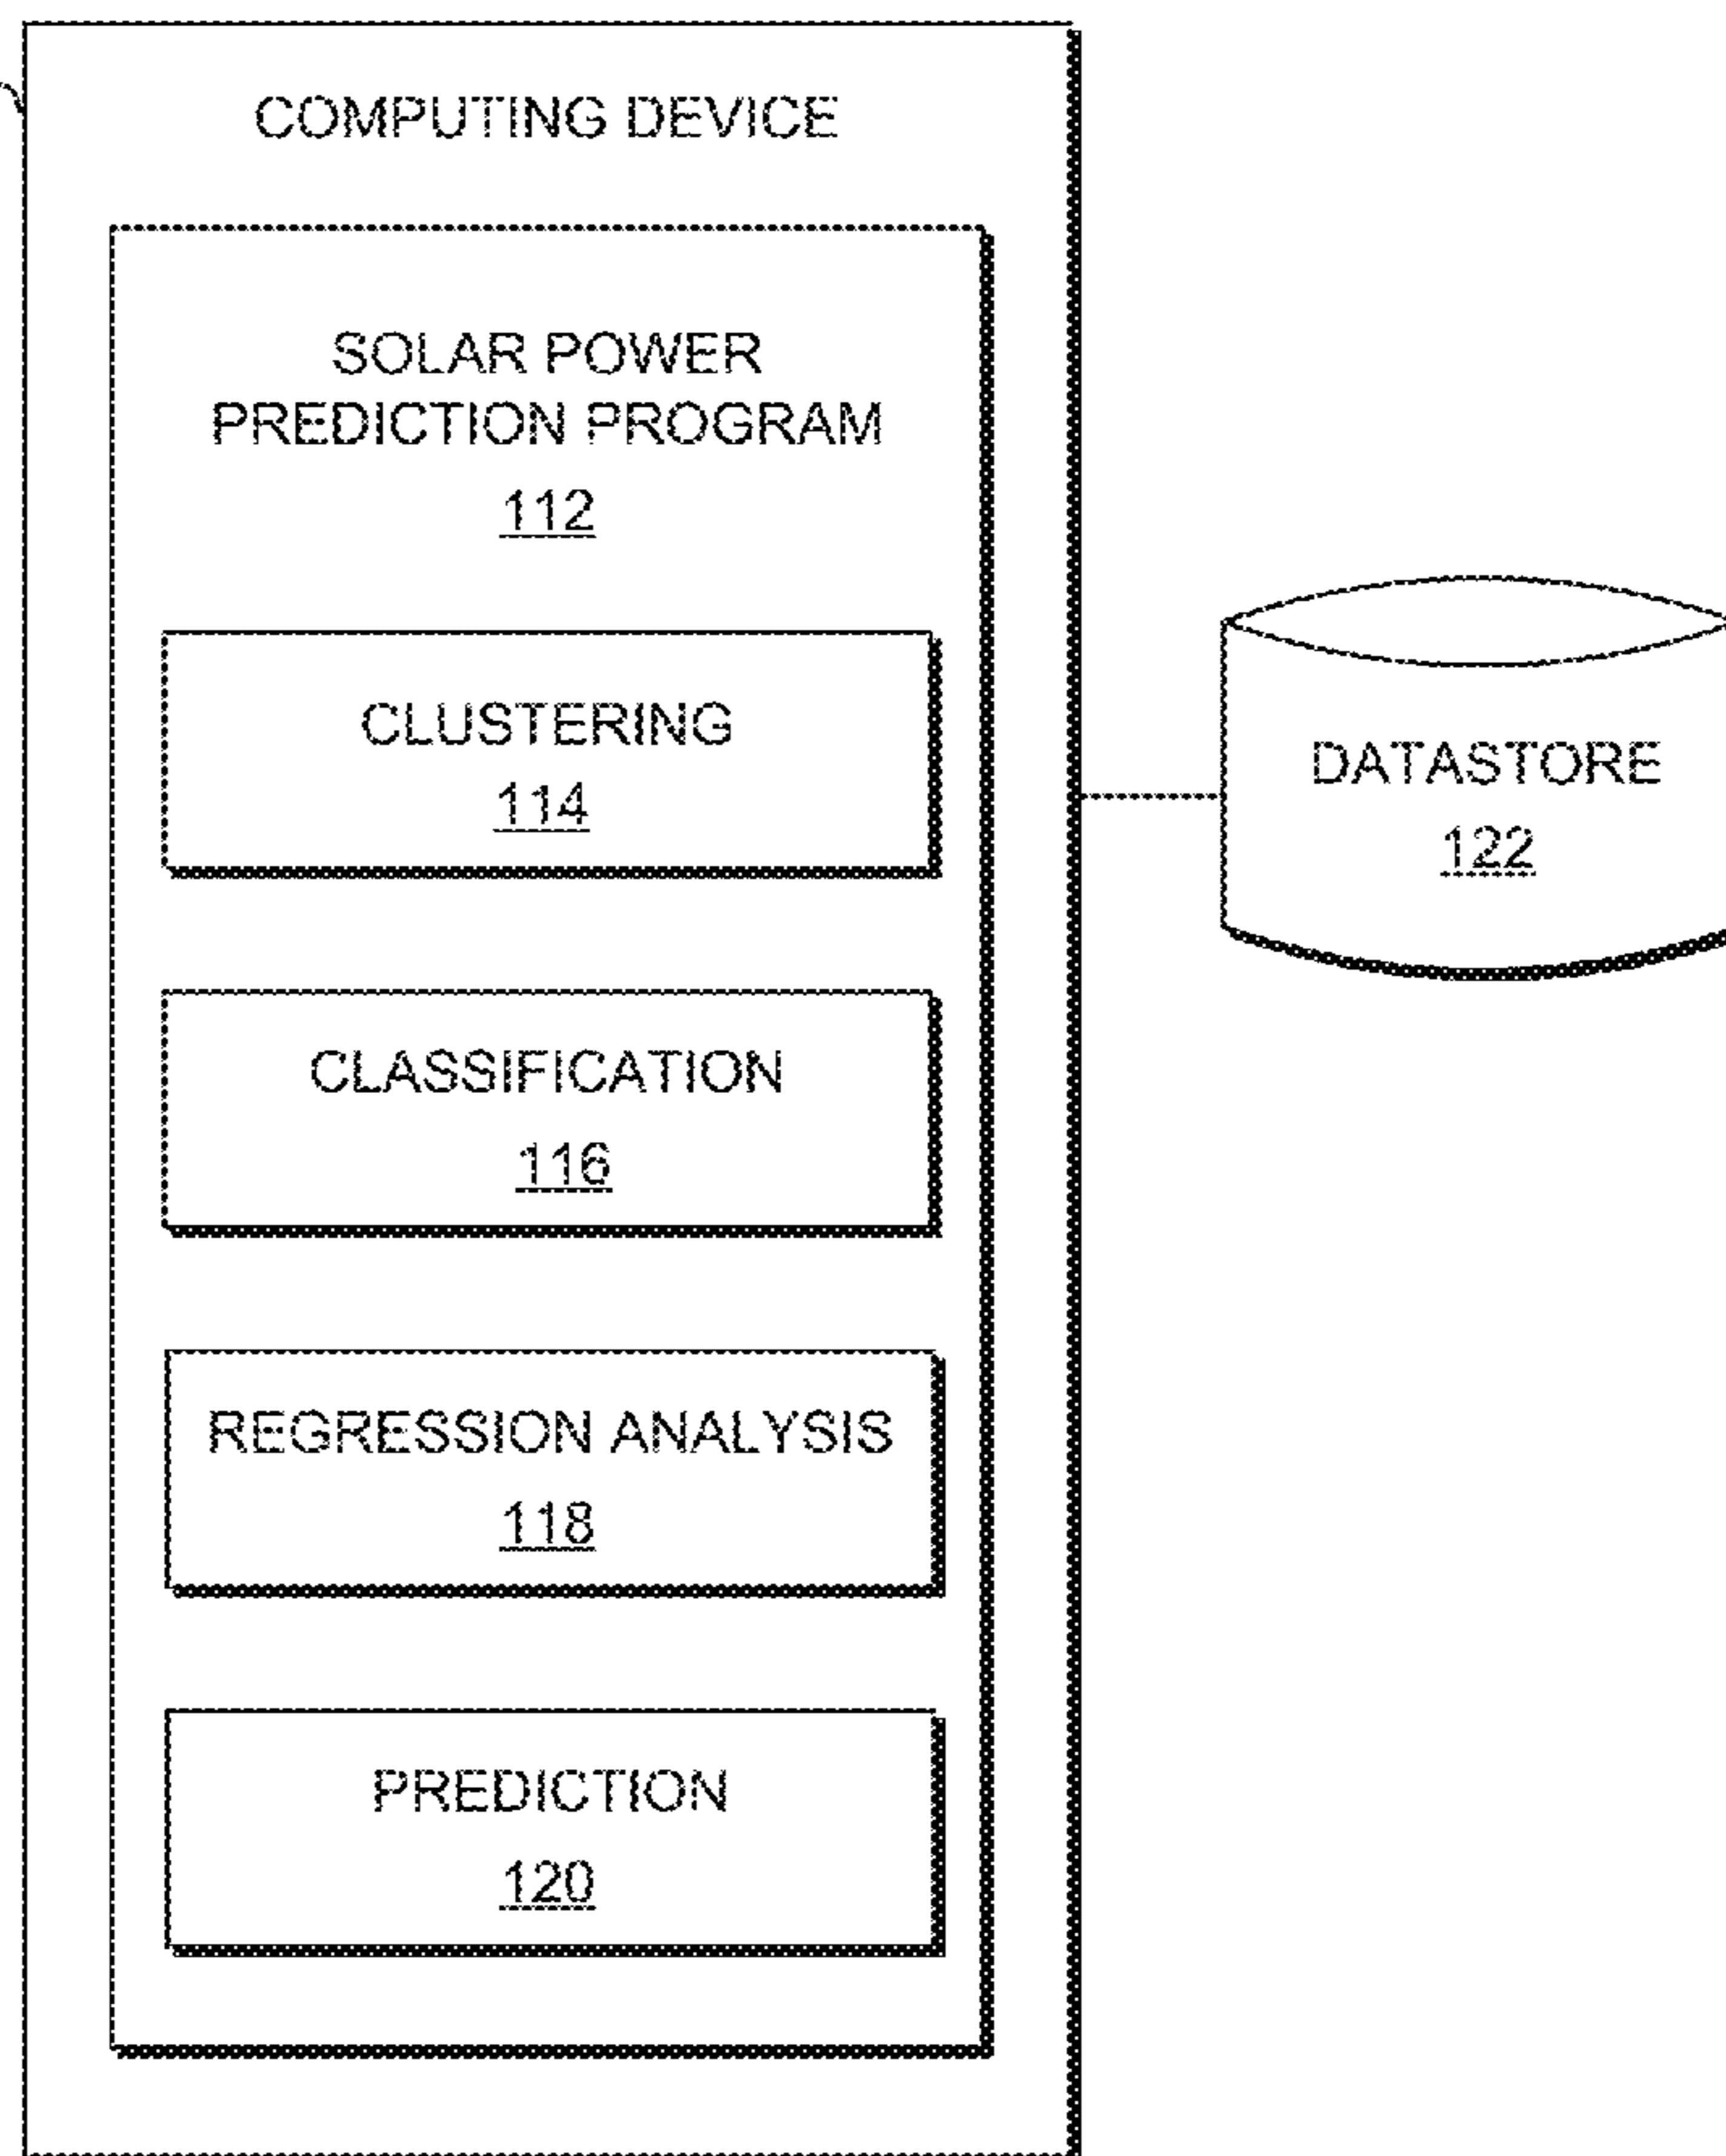 COMPUTING DEVICE
SOLAR POWER
PREDICTION PROGRAM
112
CLUSTERING
114
CLASSIFICATION
116
REGRESSION ANALYSIS
118
PREDICTION
120
DATASTORE
122